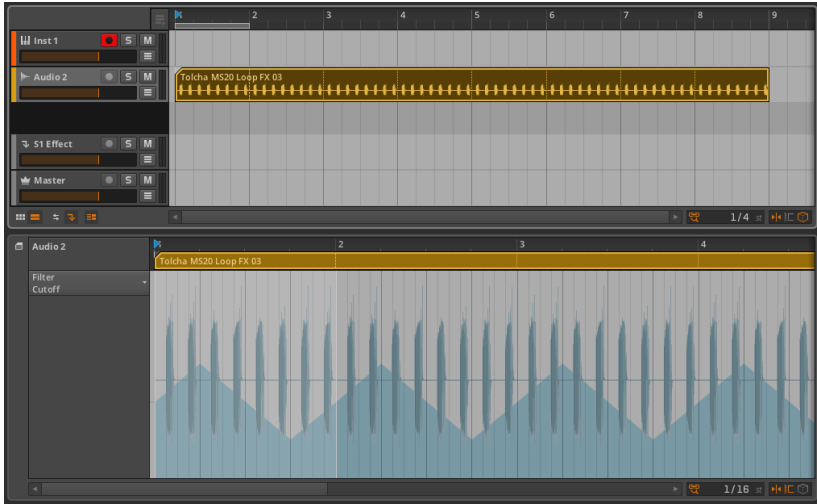 2 3 4 5 6 7 8 9
Inst 1 S M
Audio 2 S M
Tolcha MS20 Loop FX 03
S1 Effect S M
Master S M
1/4
Audio 2
2 3 4
Tolcha MS20 Loop FX 03
Filter
Cutoff
1/16